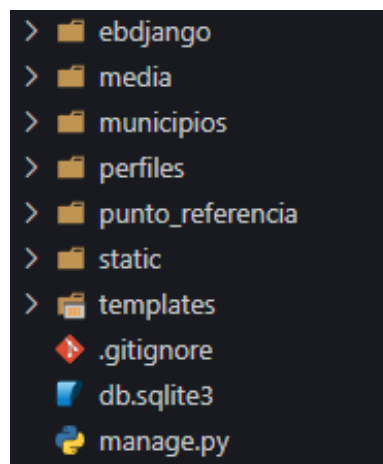 ebdjango
media
municipios
perfiles
punto_referencia
static
templates
.gitignore
db.sqlite3
manage.py